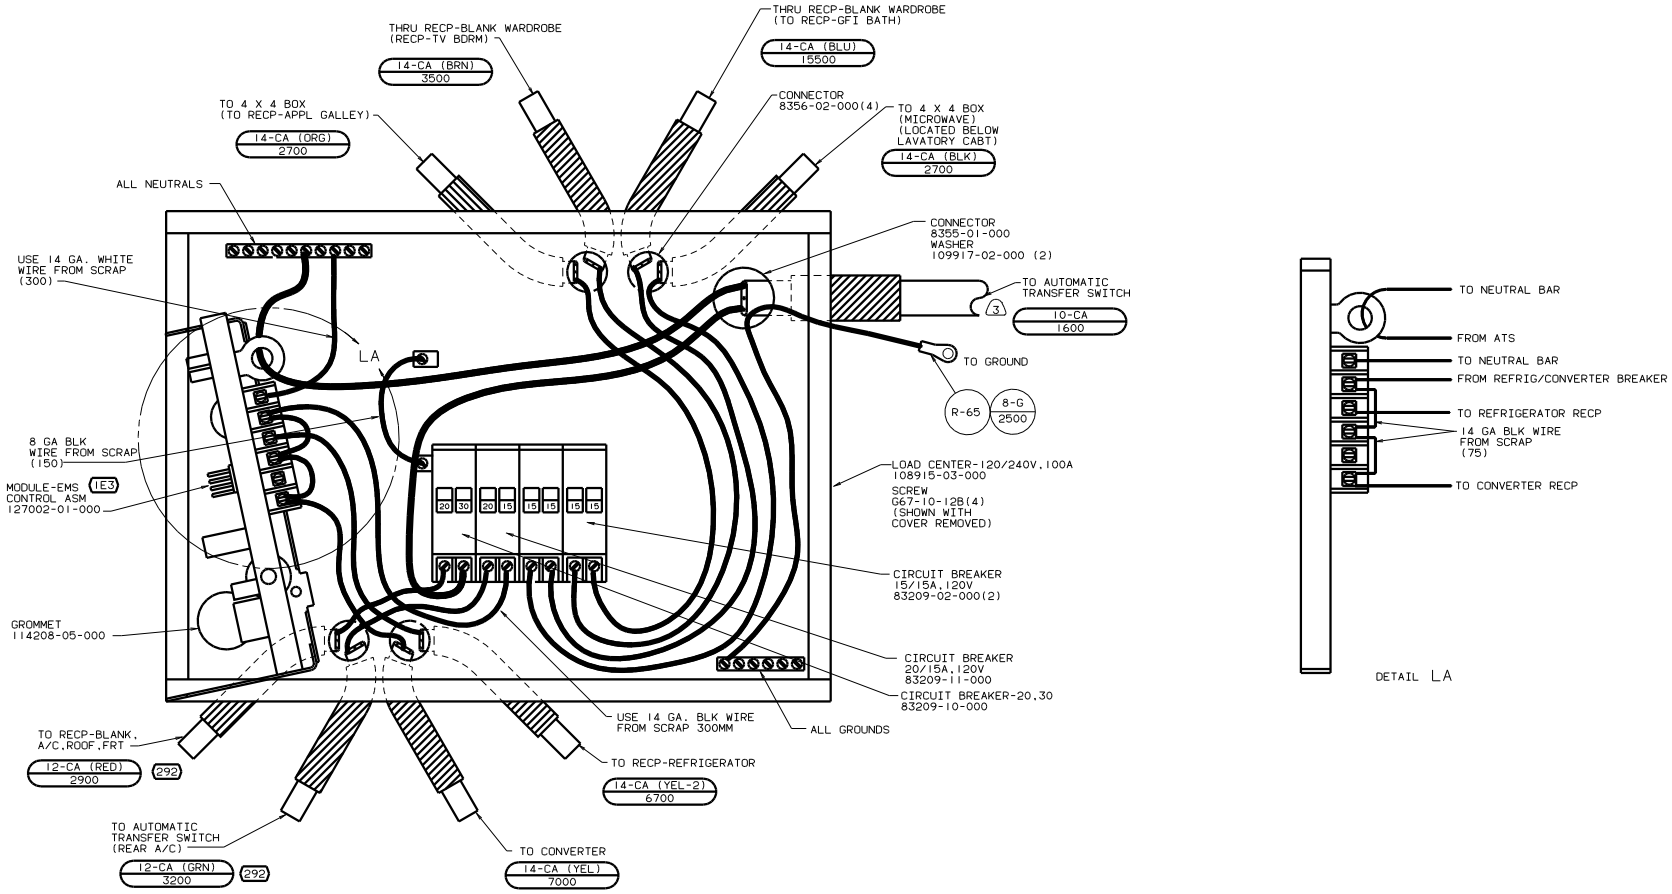 THRU RECP-BLANK WARDROBE
(RECP-TV BDRM)
14-CA (BRN)
3500
THRU RECP-BLANK WARDROBE
(TO RECP-GFI BATH)
14-CA (BLU)
15500
TO 4 X 4 BOX
(TO RECP-APPL GALLEY)
14-CA (ORG)
2700
CONNECTOR
8356-02-000(4)
TO 4 X 4 BOX
(MICROWAVE)
(LOCATED BELOW
LAVATORY CABT)
14-CA (BLK)
2700
ALL NEUTRALS
USE 14 GA. WHITE
WIRE FROM SCRAP
(300)
CONNECTOR
8355-01-000
WASHER
109917-02-000 (2)
TO AUTOMATIC
TRANSFER SWITCH
3
10-CA
1600
LA
TO GROUND
R-65
8-G
2500
8 GA BLK
WIRE FROM SCRAP
(150)
MODULE-EMS
CONTROL ASM
127002-01-000
1E3
LOAD CENTER-120/240V,100A
108915-03-000
SCREW
G67-10-12B(4)
(SHOWN WITH
COVER REMOVED)
20 30 20 15 15 15 15 15
CIRCUIT BREAKER
15/15A,120V
83209-02-000(2)
GROMMET
114208-05-000
CIRCUIT BREAKER
20/15A,120V
83209-11-000
CIRCUIT BREAKER-20,30
83209-10-000
USE 14 GA. BLK WIRE
FROM SCRAP 300MM
ALL GROUNDS
TO RECP-BLANK,
A/C,ROOF,FRT
12-CA (RED)
2900
292
TO RECP-REFRIGERATOR
14-CA (YEL-2)
6700
TO AUTOMATIC
TRANSFER SWITCH
(REAR A/C)
12-CA (GRN)
3200
292
TO CONVERTER
14-CA (YEL)
7000
TO NEUTRAL BAR
FROM ATS
TO NEUTRAL BAR
FROM REFRIG/CONVERTER BREAKER
TO REFRIGERATOR RECP
14 GA BLK WIRE
FROM SCRAP
(75)
TO CONVERTER RECP
DETAIL LA